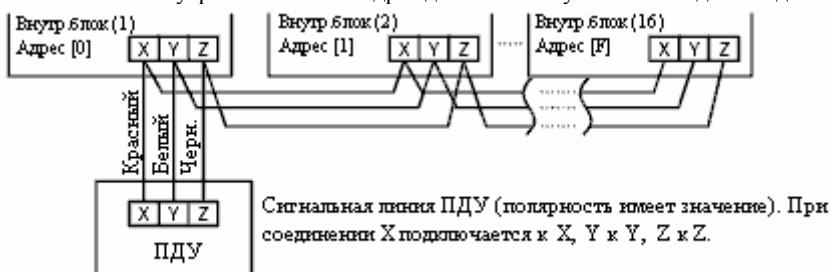 Внутр.блок (1)
Адрес [0]
X Y Z
Внутр.блок (2)
Адрес [1]
X Y Z
Внутр.блок (16)
Адрес [F]
X Y Z
Красный
Белый
Черн.
X Y Z
ПДУ
Сигнальная линия ПДУ (полярность имеет значение). При
соединении X подключается к X, Y к Y, Z к Z.